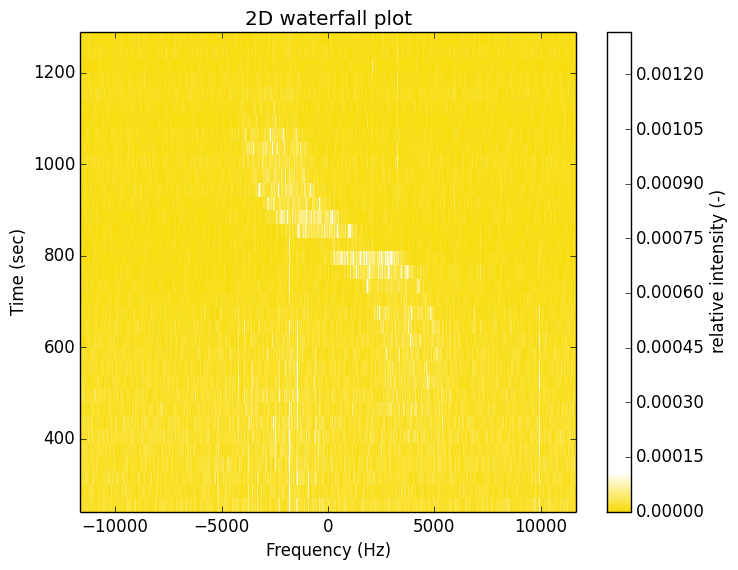 2D waterfall plot
1200
1000
800
600
400
Time (sec)
−10000 −5000 0 5000 10000
Frequency (Hz)
0.00120
0.00105
0.00090
0.00075
0.00060
0.00045
0.00030
0.00015
0.00000
relative intensity (-)